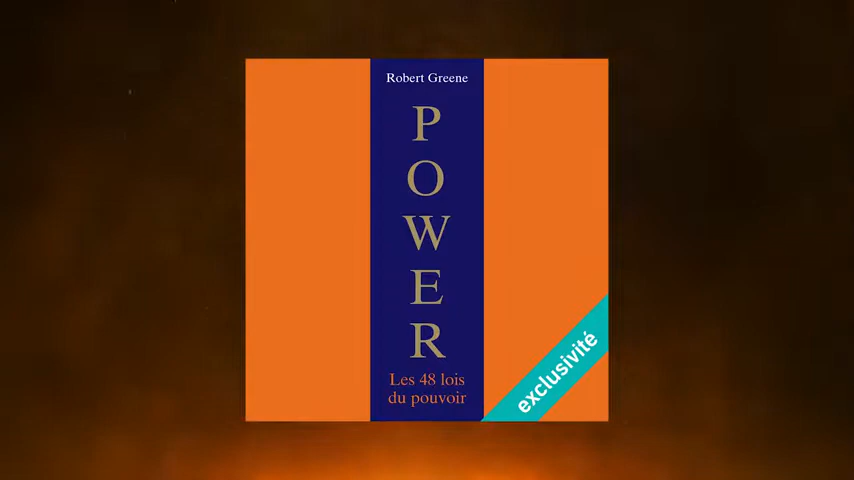 Robert Greene
P
O
W
E
R
Les 48 lois
du pouvoir
exclusivité